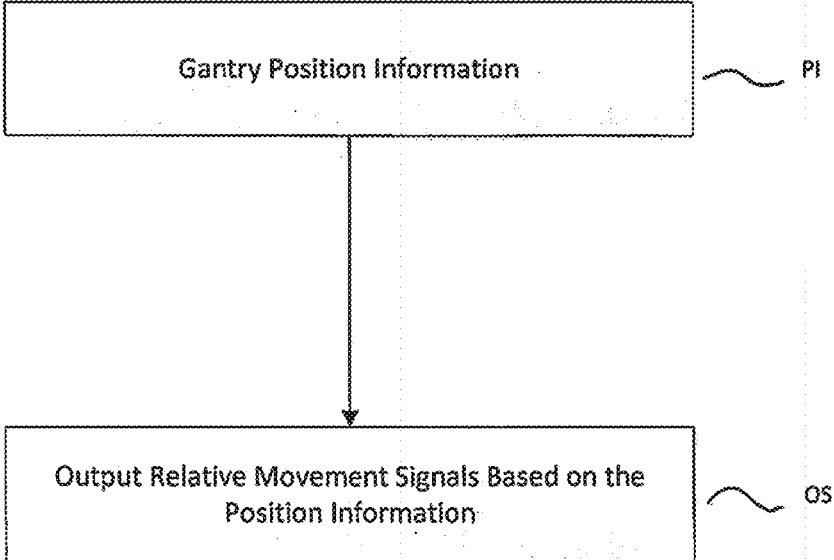 Gantry Position Information
PI
Output Relative Movement Signals Based on the
Position Information
OS